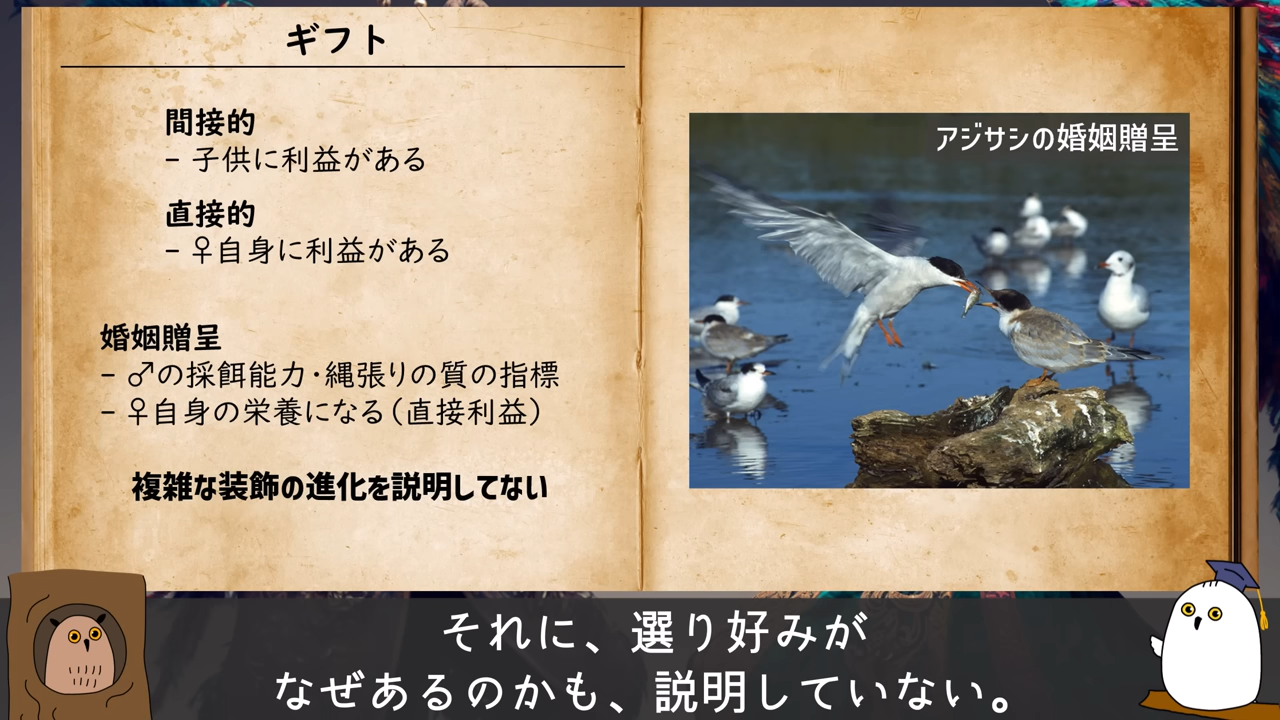 ギフト
間接的
– 子供に利益がある
直接的
– ♀自身に利益がある
婚姻贈呈
– ♂の採餌能力･縄張りの質の指標
– ♀自身の栄養になる（直接利益）
複雑な装飾の進化を説明してない
アジサシの婚姻贈呈
それに、選り好みが
なぜあるのかも、説明していない。